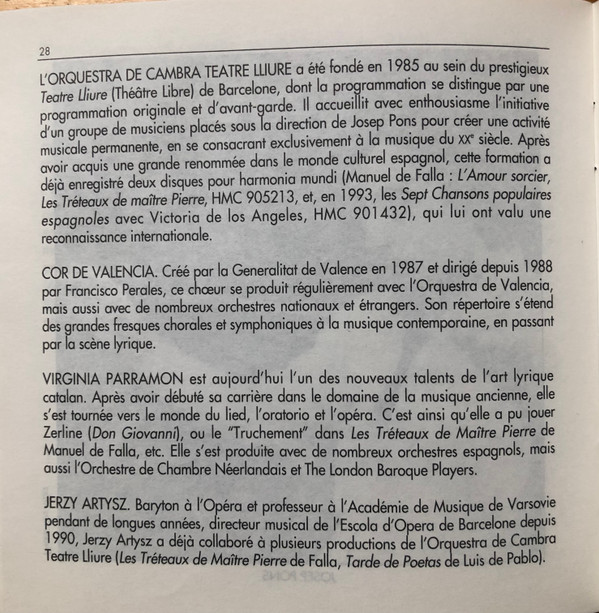 28
L'ORQUESTRA DE CAMBRA TEATRE LLIURE a été fondé en 1985 au sein du prestigieux
Teatre Lliure (Théâtre Libre) de Barcelone, dont la programmation se distingue par une
programmation originale et d'avant-garde. Il accueillit avec enthousiasme l'initiative
d'un groupe de musiciens placés sous la direction de Josep Pons pour créer une activité
musicale permanente, en se consacrant exclusivement à la musique du XXe siècle. Après
avoir acquis une grande renommée dans le monde culturel espagnol, cette formation a
déjà enregistré deux disques pour harmonia mundi (Manuel de Falla : L'Amour sorcier,
Les Tréteaux de maître Pierre, HMC 905213, et, en 1993, les Sept Chansons populaires
espagnoles avec Victoria de los Angeles, HMC 901432), qui lui ont valu une
reconnaissance internationale.
COR DE VALENCIA. Créé par la Generalitat de Valence en 1987 et dirigé depuis 1988
par Francisco Perales, ce chœur se produit régulièrement avec l'Orquestra de Valencia,
mais aussi avec de nombreux orchestres nationaux et étrangers. Son répertoire s'étend
des grandes fresques chorales et symphoniques à la musique contemporaine, en passant
par la scène lyrique.
VIRGINIA PARRAMON est aujourd'hui l'un des nouveaux talents de l'art lyrique
catalan. Après avoir débuté sa carrière dans le domaine de la musique ancienne, elle
s'est tournée vers le monde du lied, l'oratorio et l'opéra. C'est ainsi qu'elle a pu jouer
Zerline (Don Giovanni), ou le "Truchement" dans Les Tréteaux de Maître Pierre de
Manuel de Falla, etc. Elle s'est produite avec de nombreux orchestres espagnols, mais
aussi l'Orchestre de Chambre Néerlandais et The London Baroque Players.
JERZY ARTYSZ. Baryton à l'Opéra et professeur à l'Académie de Musique de Varsovie
pendant de longues années, directeur musical de l'Escola d'Opera de Barcelone depuis
1990, Jerzy Artysz a déjà collaboré à plusieurs productions de l'Orquestra de Cambra
Teatre Lliure (Les Tréteaux de Maître Pierre de Falla, Tarde de Poetas de Luis de Pablo).
JOSEP PONS